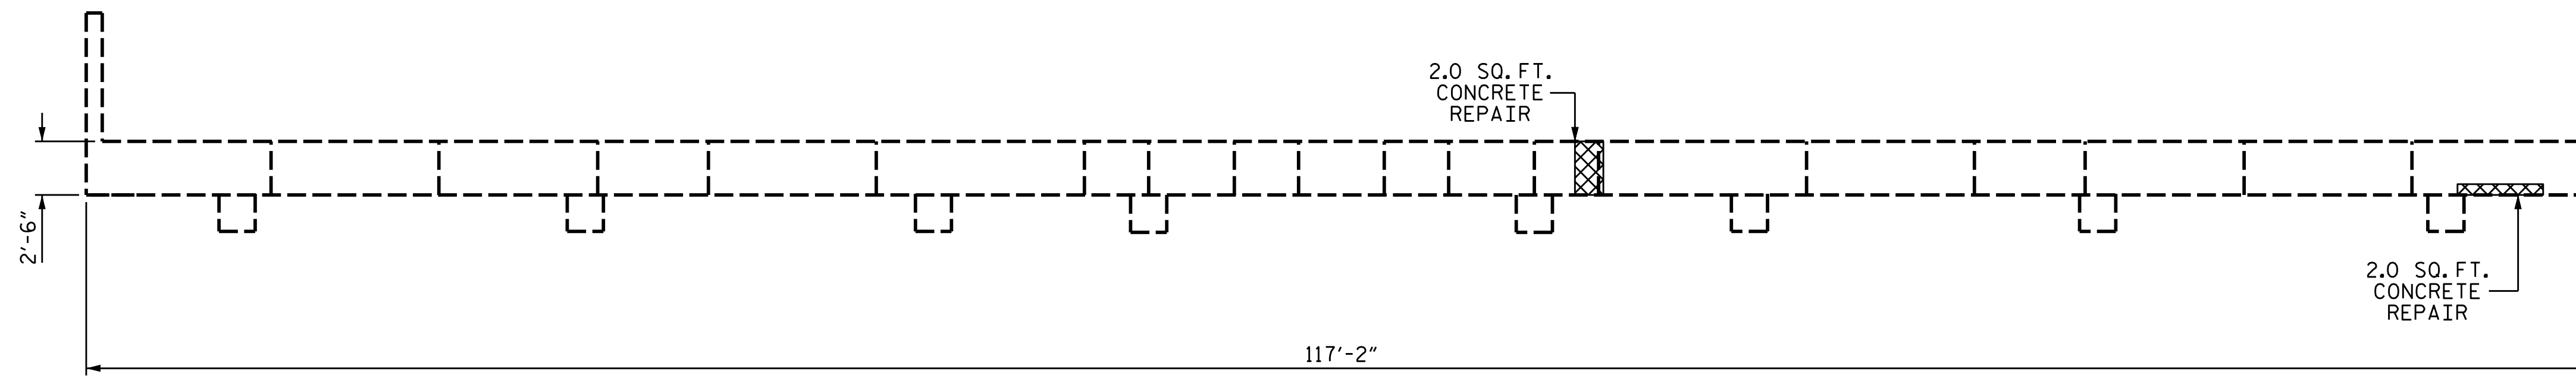 2.0 SQ.FT.
CONCRETE
REPAIR
2'-6"
2.0 SQ.FT.
CONCRETE
REPAIR
117'-2"